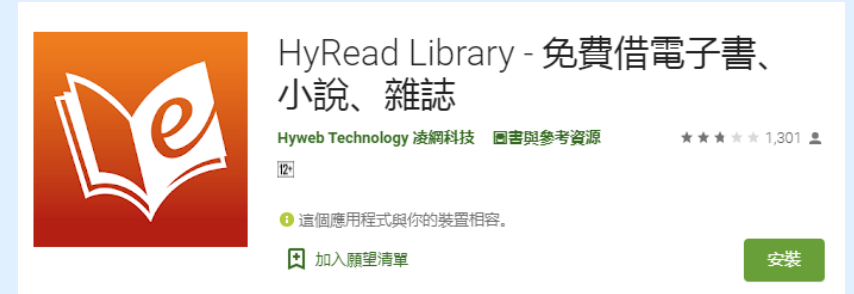 HyRead Library - 免費借電子書、
小說、雜誌
Hyweb Technology 凌網科技 圖書與參考資源 1,301
12+
這個應用程式與你的裝置相容。
加入願望清單
安裝
e